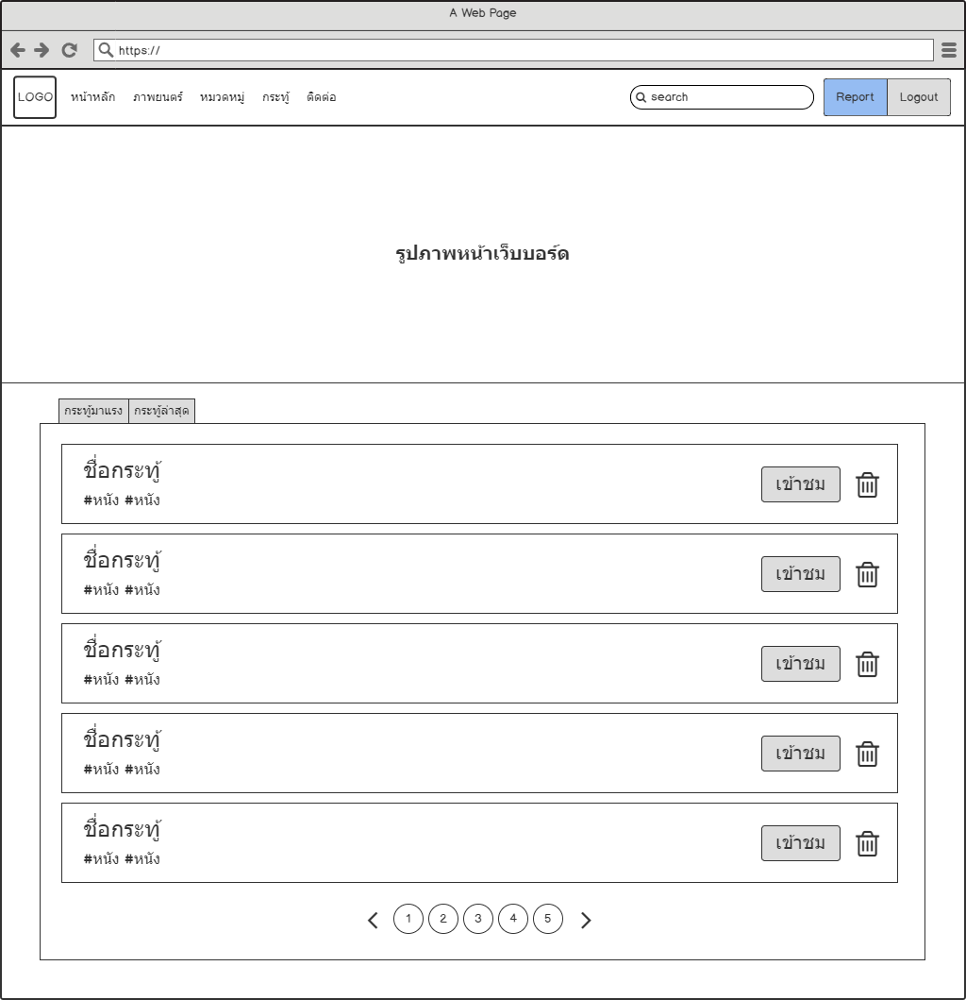 A Web Page
https://
LOGO หน้าหลัก ภาพยนตร์ หมวดหมู่ กระทู้ ติดต่อ search Report Logout
รูปภาพหน้าเว็บบอร์ด
กระทู้มาแรง กระทู้ล่าสุด
ชื่อกระทู้
#หนัง #หนัง
เข้าชม
ชื่อกระทู้
#หนัง #หนัง
เข้าชม
ชื่อกระทู้
#หนัง #หนัง
เข้าชม
ชื่อกระทู้
#หนัง #หนัง
เข้าชม
ชื่อกระทู้
#หนัง #หนัง
เข้าชม
1 2 3 4 5